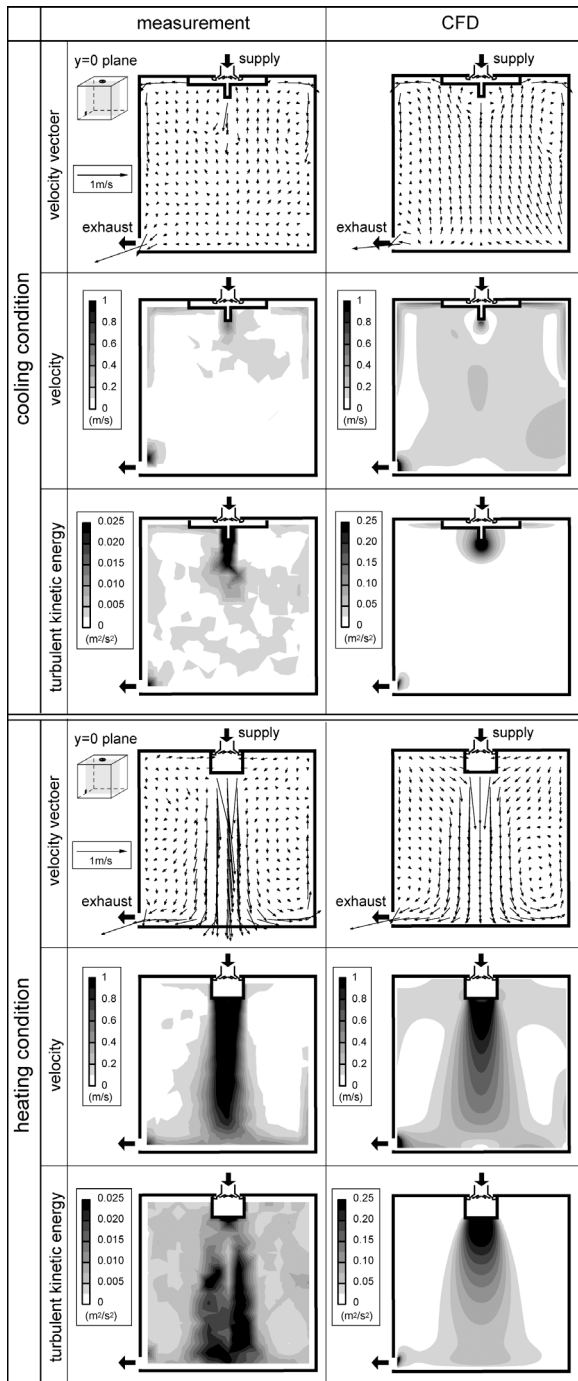 measurement CFD
cooling condition
velocity vectoer
y=0 plane
supply
supply
1m/s
exhaust
exhaust
velocity
1
0.8
0.6
0.4
0.2
0
(m/s)
1
0.8
0.6
0.4
0.2
0
(m/s)
turbulent kinetic energy
0.025
0.020
0.015
0.010
0.005
0
(m²/s²)
0.25
0.20
0.15
0.10
0.05
0
(m²/s²)
heating condition
velocity vectoer
y=0 plane
supply
supply
1m/s
exhaust
exhaust
velocity
1
0.8
0.6
0.4
0.2
0
(m/s)
1
0.8
0.6
0.4
0.2
0
(m/s)
turbulent kinetic energy
0.025
0.020
0.015
0.010
0.005
0
(m²/s²)
0.25
0.20
0.15
0.10
0.05
0
(m²/s²)